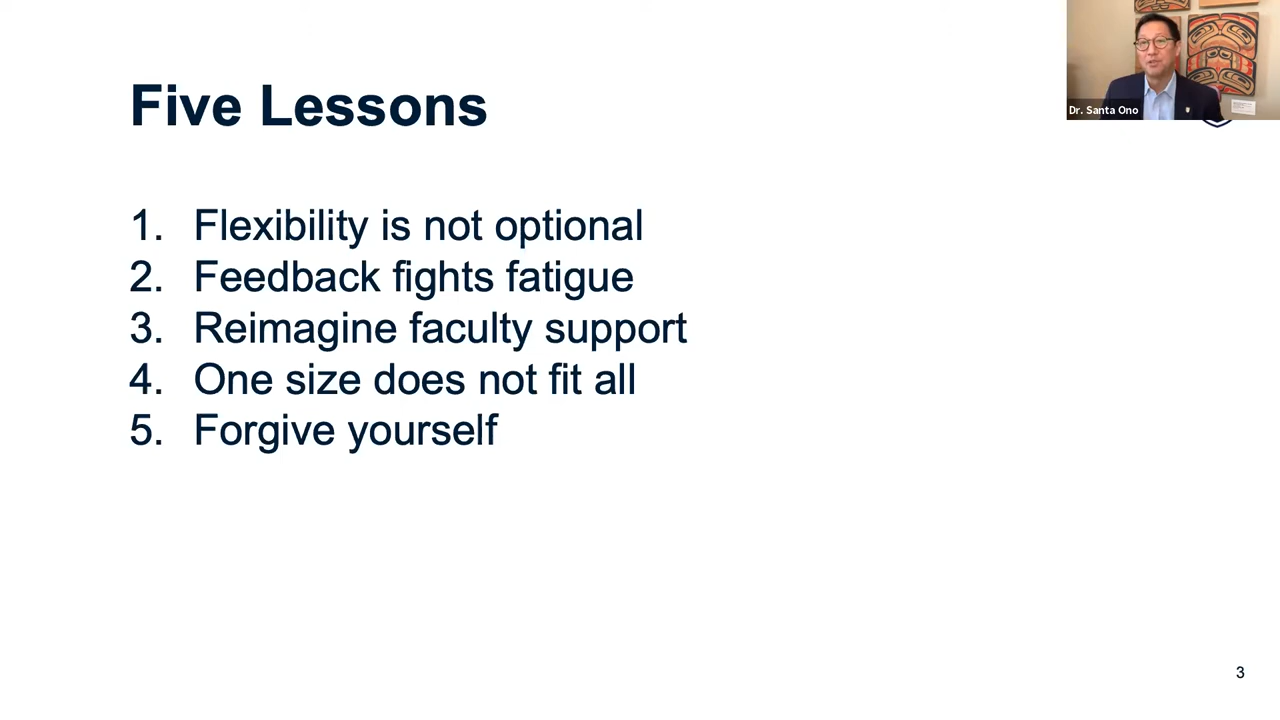 Five Lessons
Dr. Santa Ono
1. Flexibility is not optional
2. Feedback fights fatigue
3. Reimagine faculty support
4. One size does not fit all
5. Forgive yourself
3